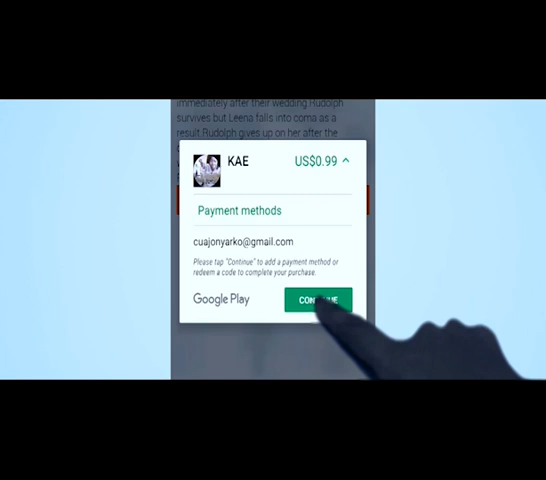 immediately after their wedding Rudolph
survives but Leena falls into coma as a
result.Rudolph gives up on her after the
KAE
US$0.99
Payment methods
cuajonyarko@gmail.com
Please tap "Continue" to add a payment method or
redeem a code to complete your purchase.
Google Play
CONTINUE